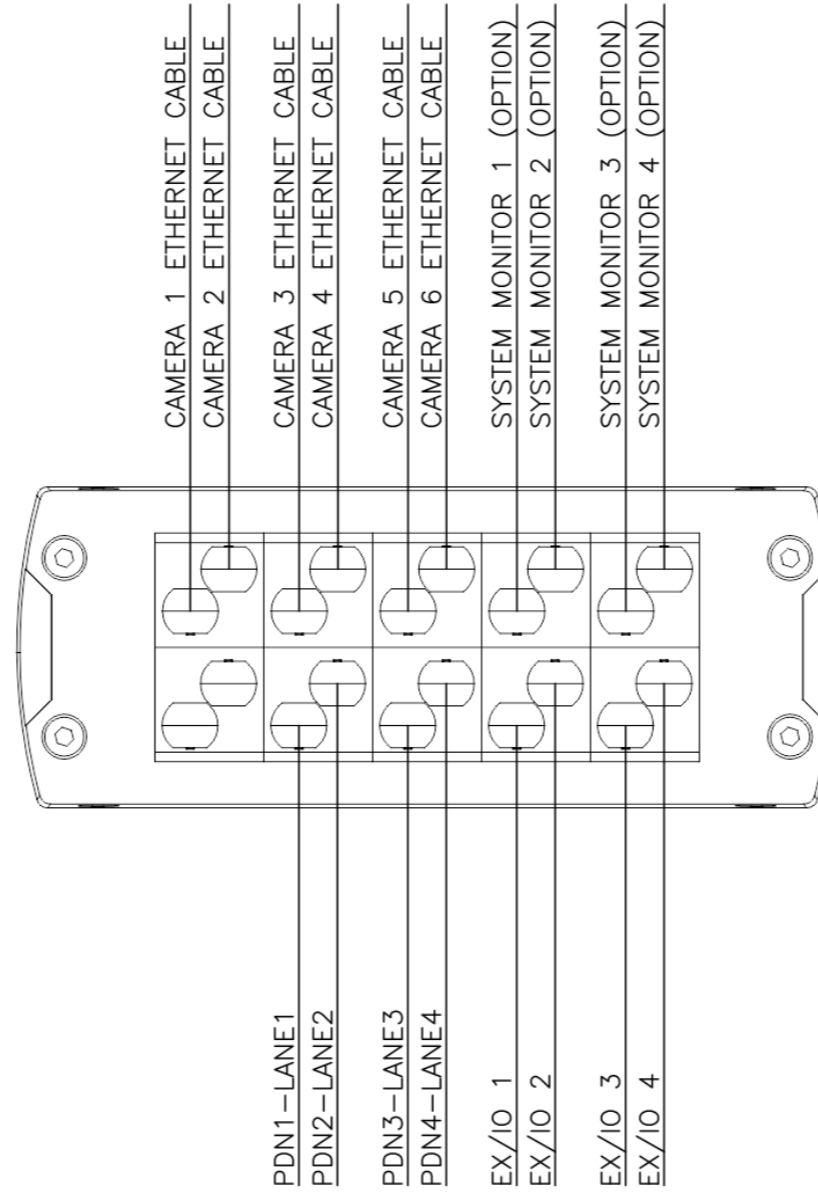 CAMERA 1 ETHERNET CABLE
CAMERA 2 ETHERNET CABLE
CAMERA 3 ETHERNET CABLE
CAMERA 4 ETHERNET CABLE
CAMERA 5 ETHERNET CABLE
CAMERA 6 ETHERNET CABLE
SYSTEM MONITOR 1 (OPTION)
SYSTEM MONITOR 2 (OPTION)
SYSTEM MONITOR 3 (OPTION)
SYSTEM MONITOR 4 (OPTION)
PDN1-LANE1
PDN2-LANE2
PDN3-LANE3
PDN4-LANE4
EX/IO 1
EX/IO 2
EX/IO 3
EX/IO 4